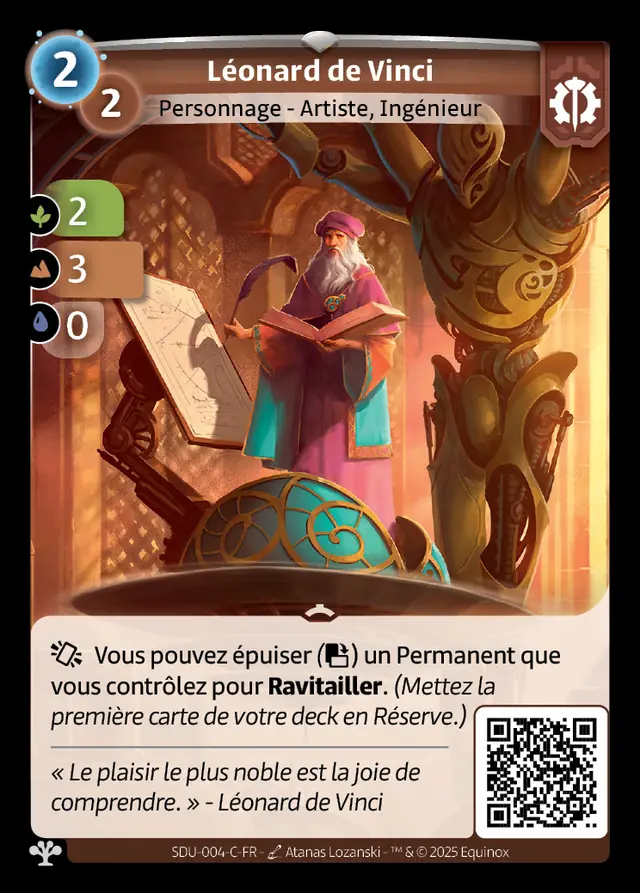 2
Léonard de Vinci
2
Personnage - Artiste, Ingénieur
2
3
0
Vous pouvez épuiser () un Permanent que
vous contrôlez pour Ravitailler. (Mettez la
première carte de votre deck en Réserve.)
« Le plaisir le plus noble est la joie de
comprendre. » - Léonard de Vinci
SDU-004-C-FR - Atanas Lozanski - ™ & © 2025 Equinox